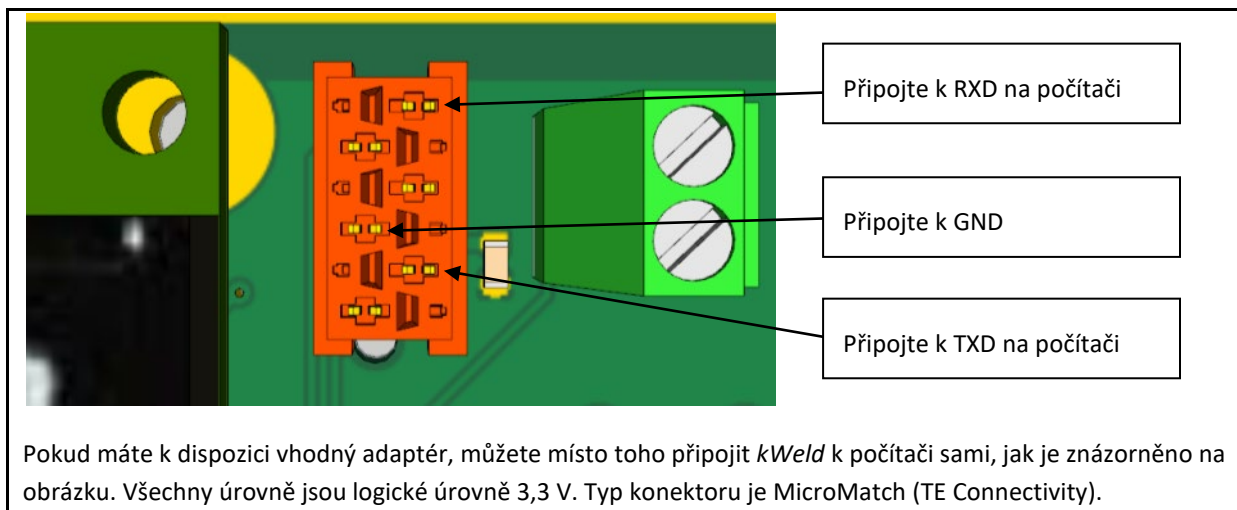 Připojte k RXD na počítači
Připojte k GND
Připojte k TXD na počítači
Pokud máte k dispozici vhodný adaptér, můžete místo toho připojit kWeld k počítači sami, jak je znázorněno na
obrázku. Všechny úrovně jsou logické úrovně 3,3 V. Typ konektoru je MicroMatch (TE Connectivity).